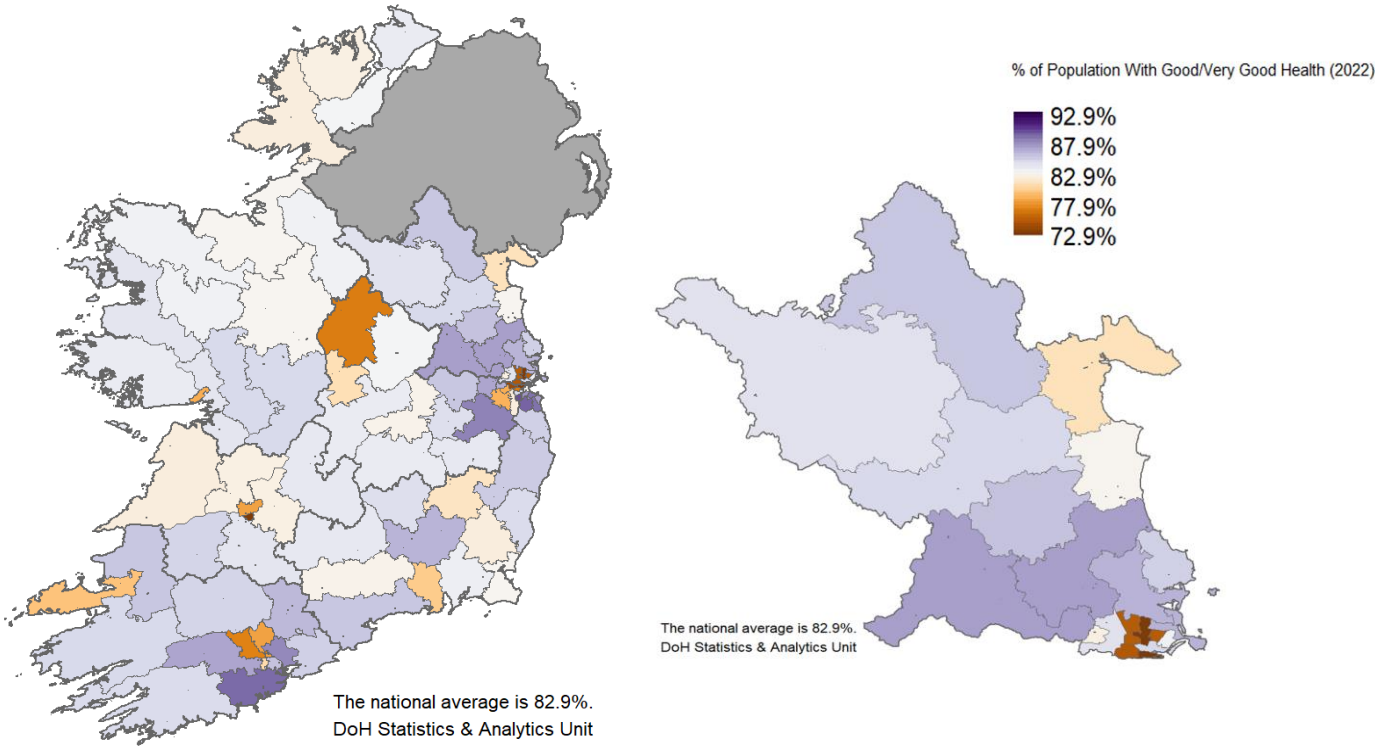 % of Population With Good/Very Good Health (2022)
92.9%
87.9%
82.9%
77.9%
72.9%
The national average is 82.9%.
DoH Statistics & Analytics Unit
The national average is 82.9%.
DoH Statistics & Analytics Unit